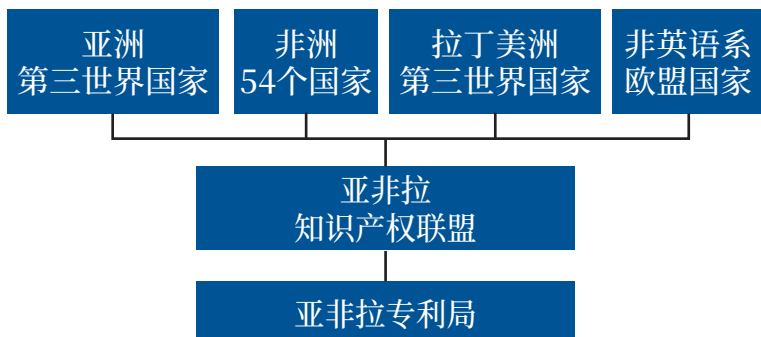 亚洲
第三世界国家
非洲
54个国家
拉丁美洲
第三世界国家
非英语系
欧盟国家
亚非拉
知识产权联盟
亚非拉专利局